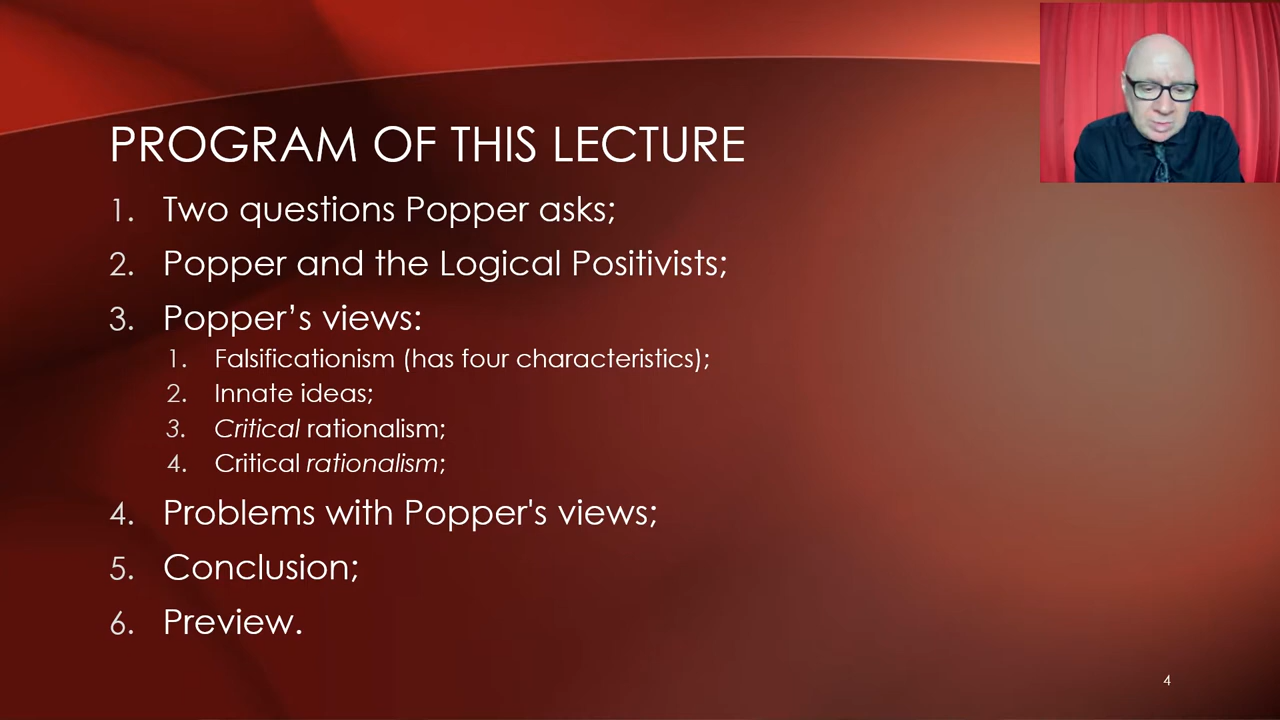 PROGRAM OF THIS LECTURE
1. Two questions Popper asks;
2. Popper and the Logical Positivists;
3. Popper’s views:
1. Falsificationism (has four characteristics);
2. Innate ideas;
3. Critical rationalism;
4. Critical rationalism;
4. Problems with Popper's views;
5. Conclusion;
6. Preview.
4